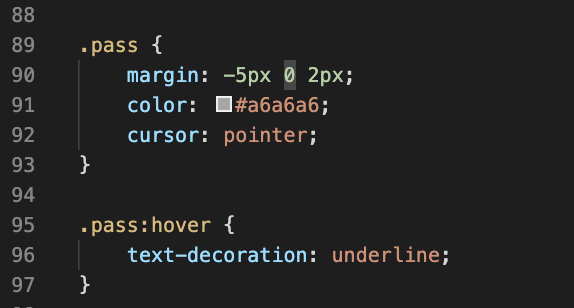 88
89 .pass {
90 margin: -5px 0 2px;
91 color: #a6a6a6;
92 cursor: pointer;
93 }
94
95 .pass:hover {
96 text-decoration: underline;
97 }